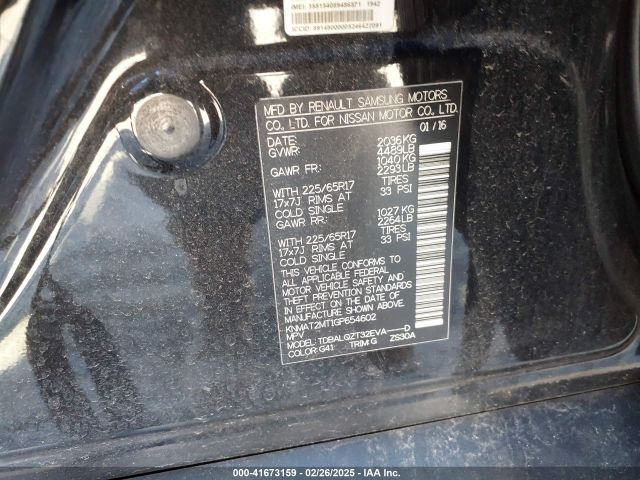 IMEI: 355134089486371 1942
MFD BY RENAULT SAMSUNG MOTORS
CO., LTD. FOR NISSAN MOTOR CO., LTD.
DATE: 01/16
GVWR: 2036KG
4489LB
GAWR FR: 1040KG
2293LB
WITH 225/65R17 TIRES
17x7J RIMS AT 33 PSI
COLD SINGLE
GAWR RR: 1027KG
2264LB
WITH 225/65R17 TIRES
17x7J RIMS AT 33 PSI
COLD SINGLE
THIS VEHICLE CONFORMS TO
ALL APPLICABLE FEDERAL
MOTOR VEHICLE SAFETY AND
THEFT PREVENTION STANDARDS
IN EFFECT ON THE DATE OF
MANUFACTURE SHOWN ABOVE.
KNMAT2MT1GP654602
MPV
MODEL: TDBALQZT32EVA----D
COLOR: G41 TRIM: G ZS30A
000-41673159 - 02/26/2025 - IAA Inc.